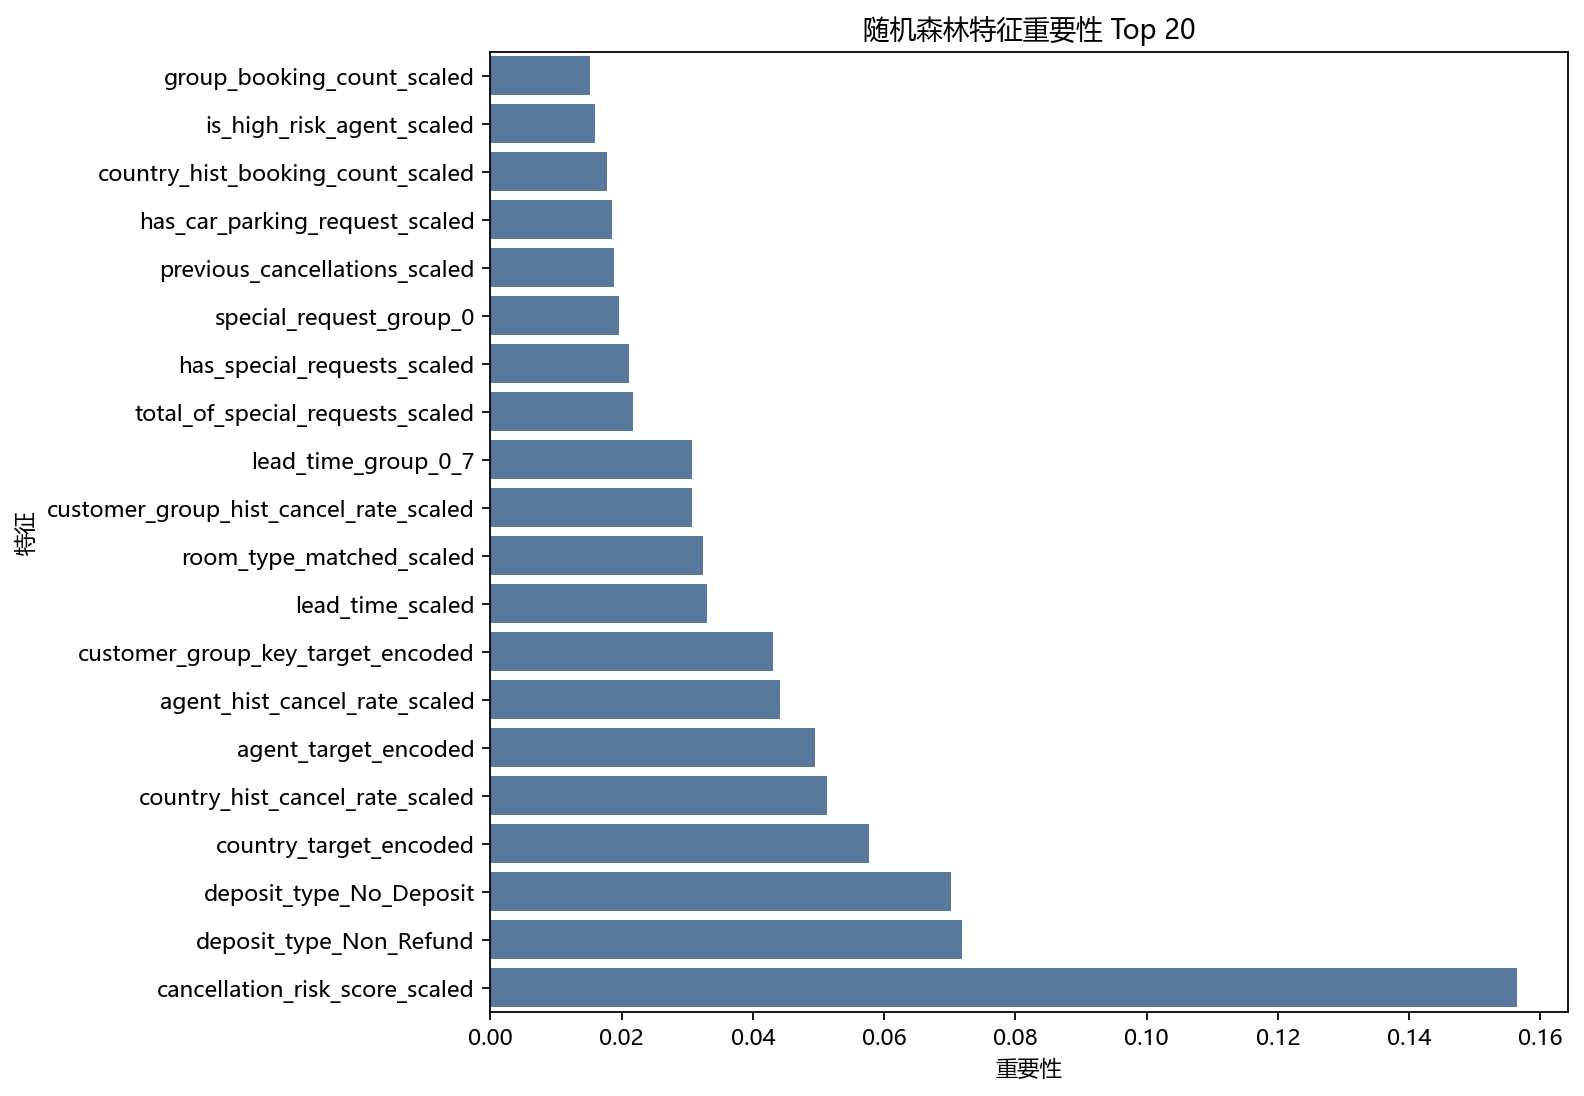 随机森林特征重要性 Top 20
group_booking_count_scaled
is_high_risk_agent_scaled
country_hist_booking_count_scaled
has_car_parking_request_scaled
previous_cancellations_scaled
special_request_group_0
has_special_requests_scaled
total_of_special_requests_scaled
lead_time_group_0_7
customer_group_hist_cancel_rate_scaled
room_type_matched_scaled
lead_time_scaled
customer_group_key_target_encoded
agent_hist_cancel_rate_scaled
agent_target_encoded
country_hist_cancel_rate_scaled
country_target_encoded
deposit_type_No_Deposit
deposit_type_Non_Refund
cancellation_risk_score_scaled
特征
0.00 0.02 0.04 0.06 0.08 0.10 0.12 0.14 0.16
重要性